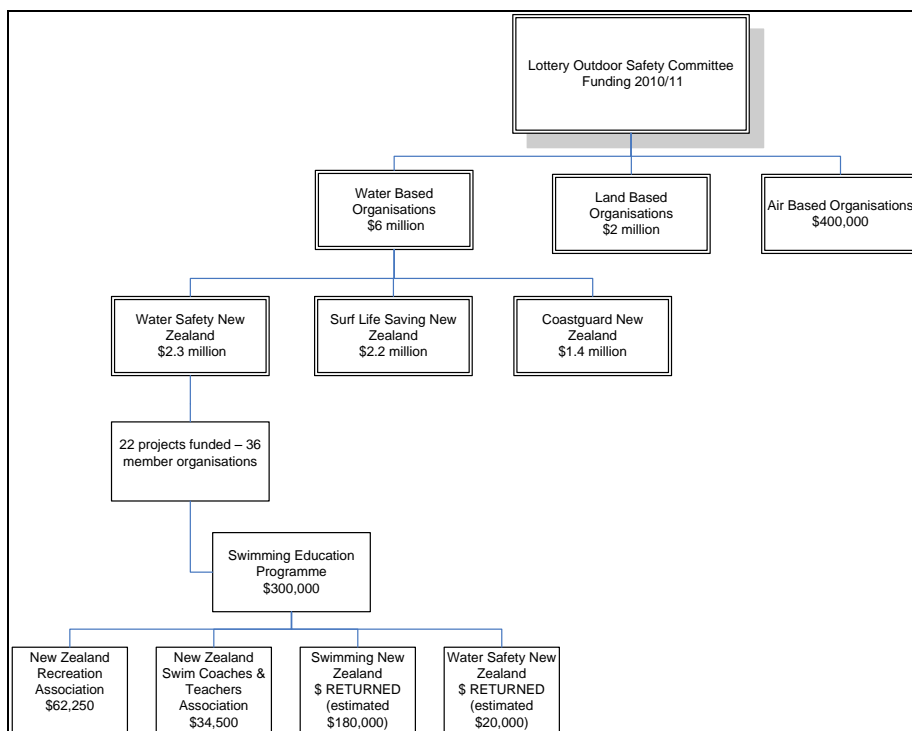 Lottery Outdoor Safety Committee
Funding 2010/11
Water Based
Organisations
$6 million
Land Based
Organisations
$2 million
Air Based Organisations
$400,000
Water Safety New
Zealand
$2.3 million
Surf Life Saving New
Zealand
$2.2 million
Coastguard New
Zealand
$1.4 million
22 projects funded – 36
member organisations
Swimming Education
Programme
$300,000
New Zealand
Recreation
Association
$62,250
New Zealand
Swim Coaches &
Teachers
Association
$34,500
Swimming New
Zealand
$ RETURNED
(estimated
$180,000)
Water Safety New
Zealand
$ RETURNED
(estimated
$20,000)